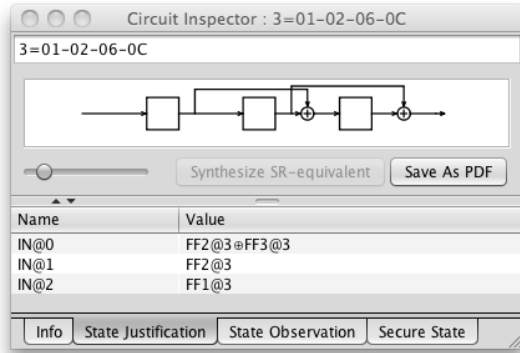 Circuit Inspector : 3=01-02-06-0C
3=01-02-06-0C
Synthesize SR-equivalent Save As PDF
Name Value
IN@0 FF2@3⊕FF3@3
IN@1 FF2@3
IN@2 FF1@3
Info State Justification State Observation Secure State